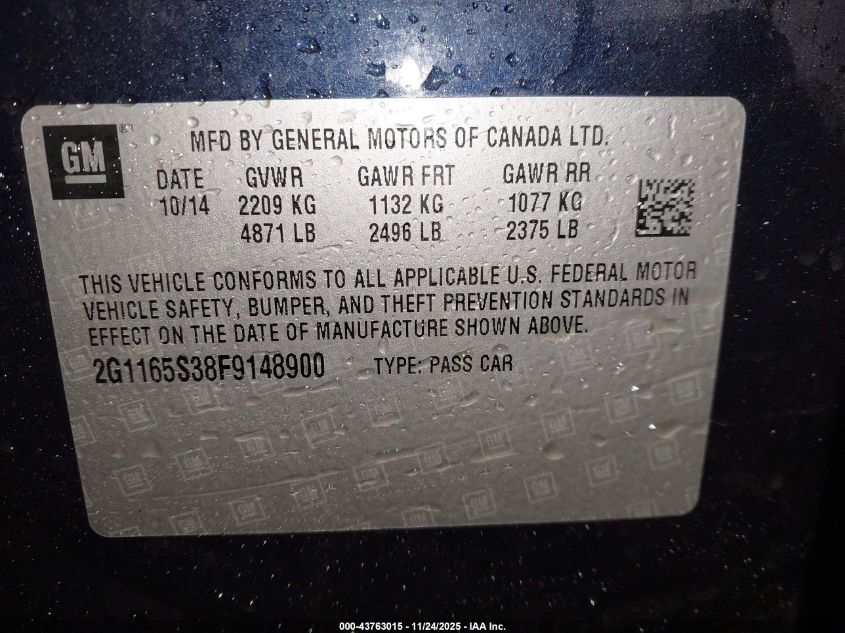 GM
MFD BY GENERAL MOTORS OF CANADA LTD.
DATE GVWR GAWR FRT GAWR RR
10/14 2209 KG 1132 KG 1077 KG
4871 LB 2496 LB 2375 LB
THIS VEHICLE CONFORMS TO ALL APPLICABLE U.S. FEDERAL MOTOR
VEHICLE SAFETY, BUMPER, AND THEFT PREVENTION STANDARDS IN
EFFECT ON THE DATE OF MANUFACTURE SHOWN ABOVE.
2G1165S38F9148900 TYPE: PASS CAR
000-43763015 - 11/24/2025 - IAA Inc.